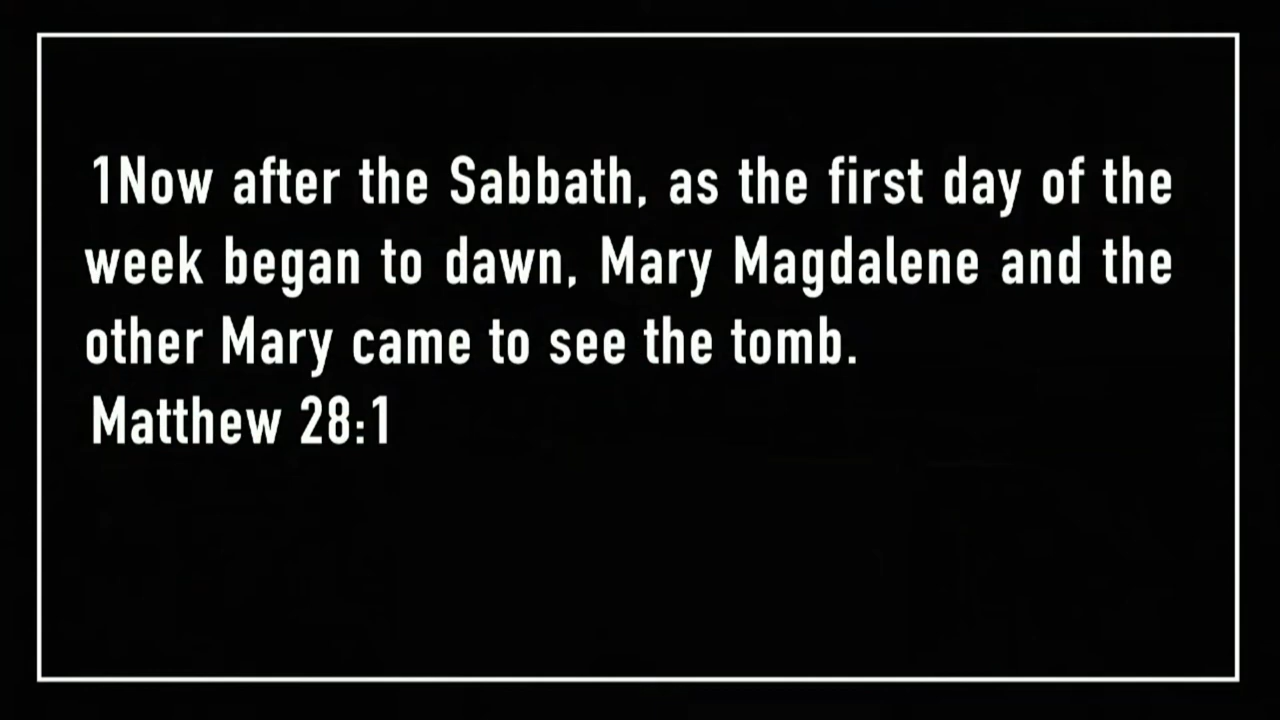 1Now after the Sabbath, as the first day of the
week began to dawn, Mary Magdalene and the
other Mary came to see the tomb.
Matthew 28:1